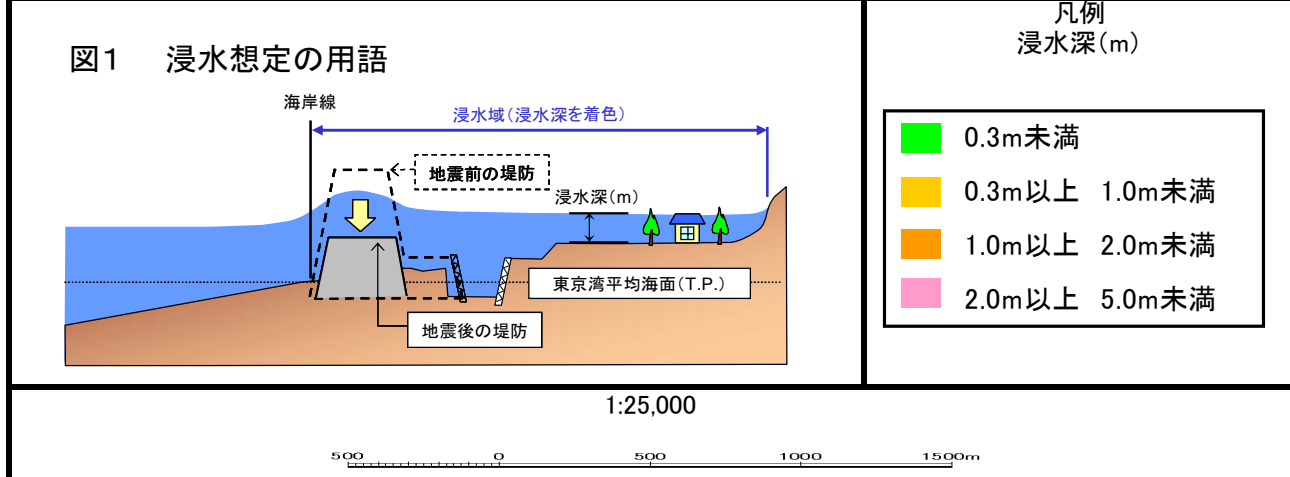 図1 浸水想定の用語
海岸線
浸水域(浸水深を着色)
地震前の堤防
浸水深(m)
東京湾平均海面(T.P.)
地震後の堤防
凡例
浸水深(m)
0.3m未満
0.3m以上 1.0m未満
1.0m以上 2.0m未満
2.0m以上 5.0m未満
1:25,000
500 0 500 1000 1500m